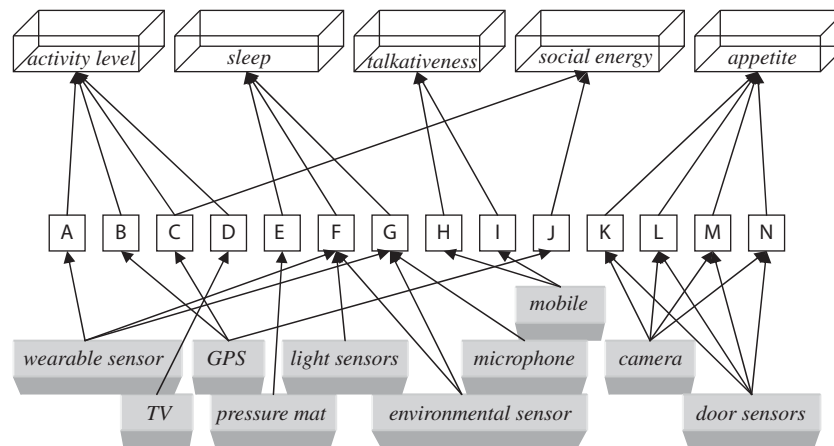 activity level sleep talkativeness social energy appetite
A B C D E F G H I J K L M N
mobile
wearable sensor GPS light sensors microphone camera
TV pressure mat environmental sensor door sensors